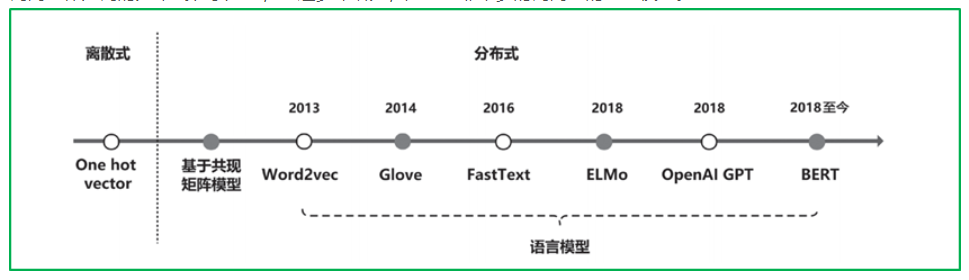 离散式
分布式
2013
2014
2016
2018
2018
2018至今
One hot
vector
基于共现
矩阵模型
Word2vec
Glove
FastText
ELMo
OpenAI GPT
BERT
语言模型